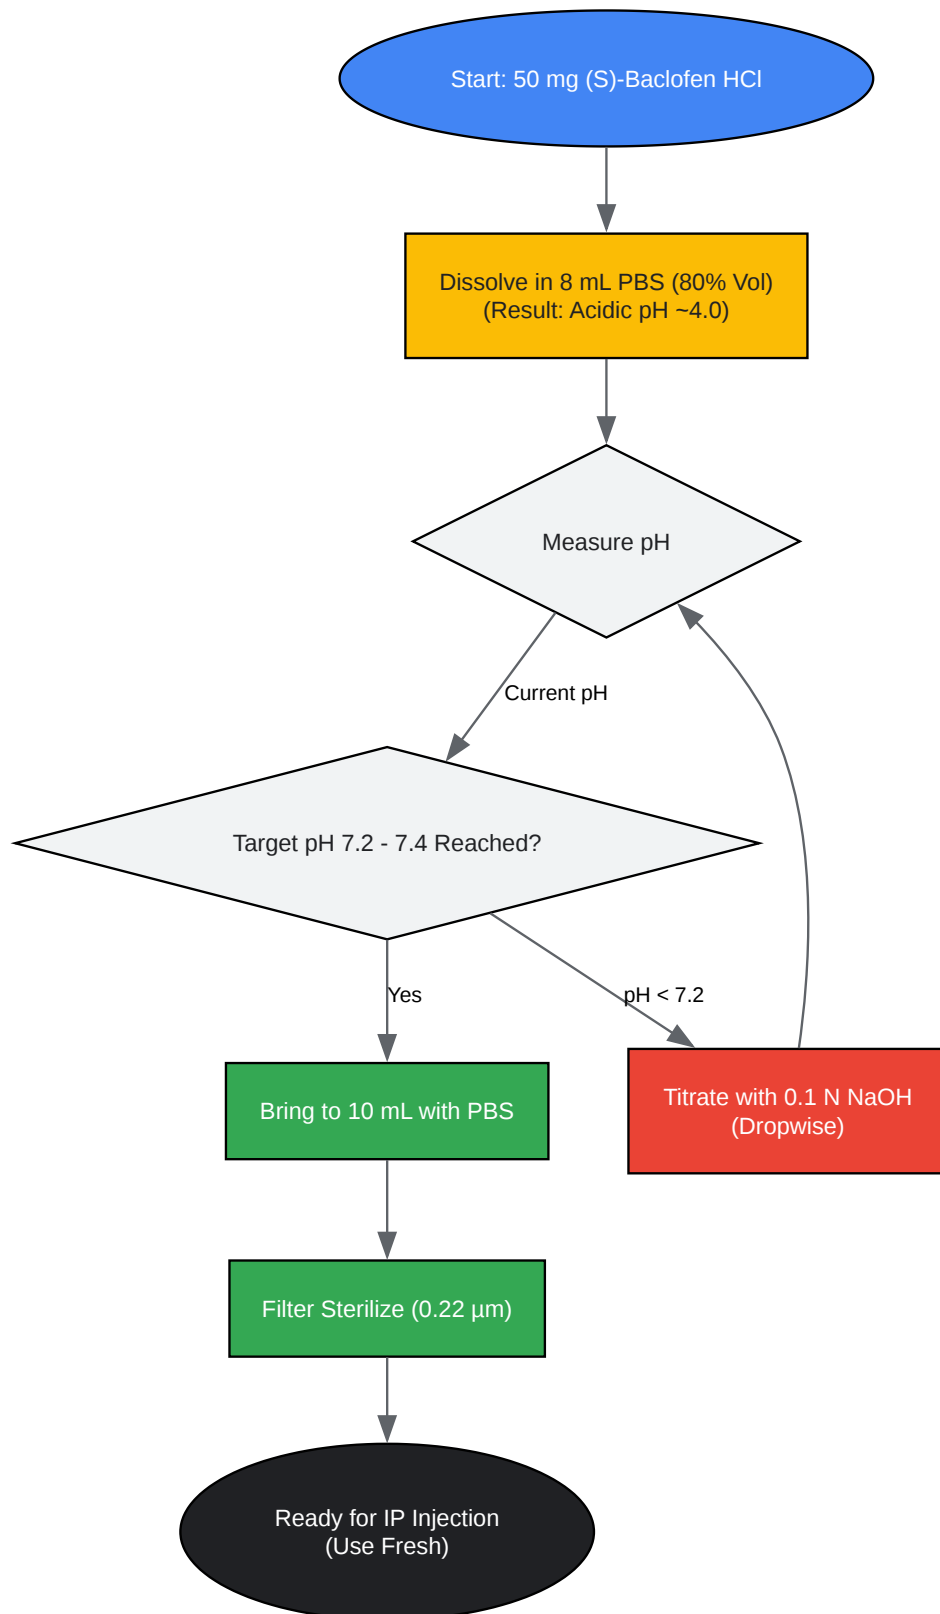 Start: 50 mg (S)-Baclofen HCl
Dissolve in 8 mL PBS (80% Vol)
(Result: Acidic pH ~4.0)
Measure pH
Current pH
Target pH 7.2 - 7.4 Reached?
Yes
pH < 7.2
Bring to 10 mL with PBS
Titrate with 0.1 N NaOH
(Dropwise)
Filter Sterilize (0.22 µm)
Ready for IP Injection
(Use Fresh)